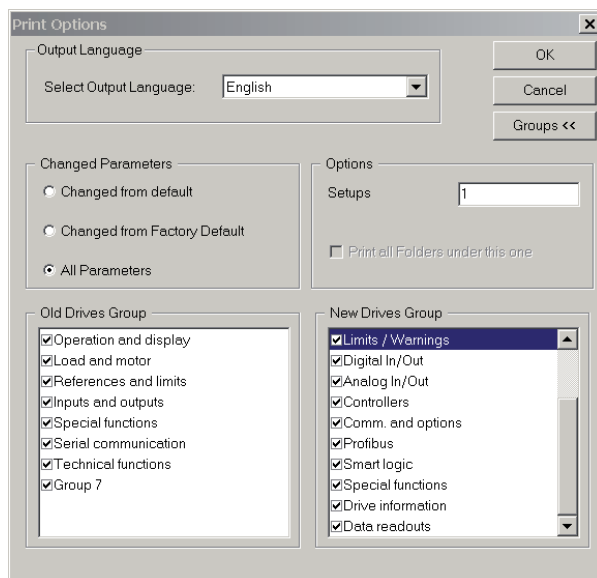 Print Options
Output Language
Select Output Language:
English
OK
Cancel
Groups <<
Changed Parameters
Changed from default
Changed from Factory Default
All Parameters
Options
Setups
1
Print all Folders under this one
Old Drives Group
Operation and display
Load and motor
References and limits
Inputs and outputs
Special functions
Serial communication
Technical functions
Group 7
New Drives Group
Limits / Warnings
Digital In/Out
Analog In/Out
Controllers
Comm. and options
Profibus
Smart logic
Special functions
Drive information
Data readouts